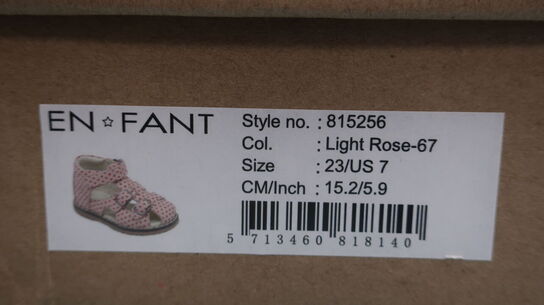 EN☆FANT
Style no. : 815256
Col. : Light Rose-67
Size : 23/US 7
CM/Inch : 15.2/5.9
5 713460 818140